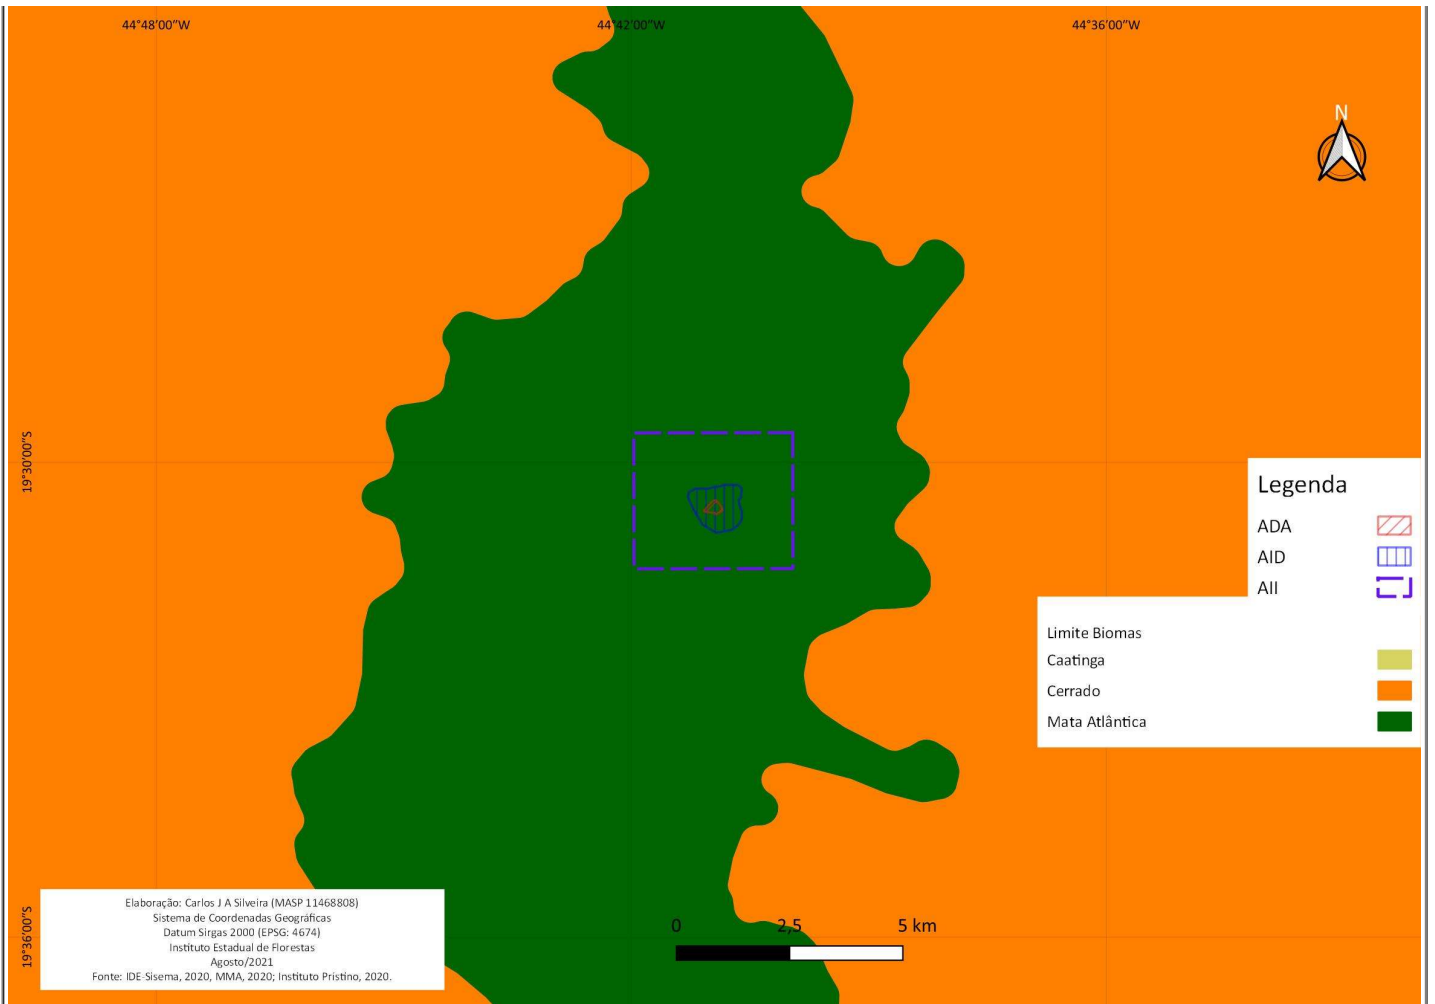 44°48'00"W
44°42'00"W
44°36'00"W
N
19°30'00"S
Legenda
ADA
AID
AII
Limite Biomas
Caatinga
Cerrado
Mata Atlântica
19°36'00"S
Elaboração: Carlos J A Silveira (MASP 11468808)
Sistema de Coordenadas Geográficas
Datum Sirgas 2000 (EPSG: 4674)
Instituto Estadual de Florestas
Agosto/2021
Fonte: IDE-Sisema, 2020, MMA, 2020; Instituto Prístino, 2020.
0 2,5 5 km